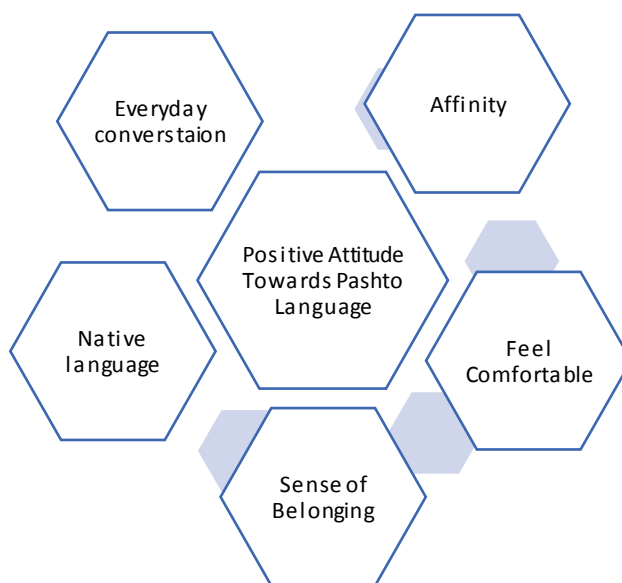 Everyday
converstaion
Affinity
Positive Attitude
Towards Pashto
Language
Native
language
Feel
Comfortable
Sense of
Belonging